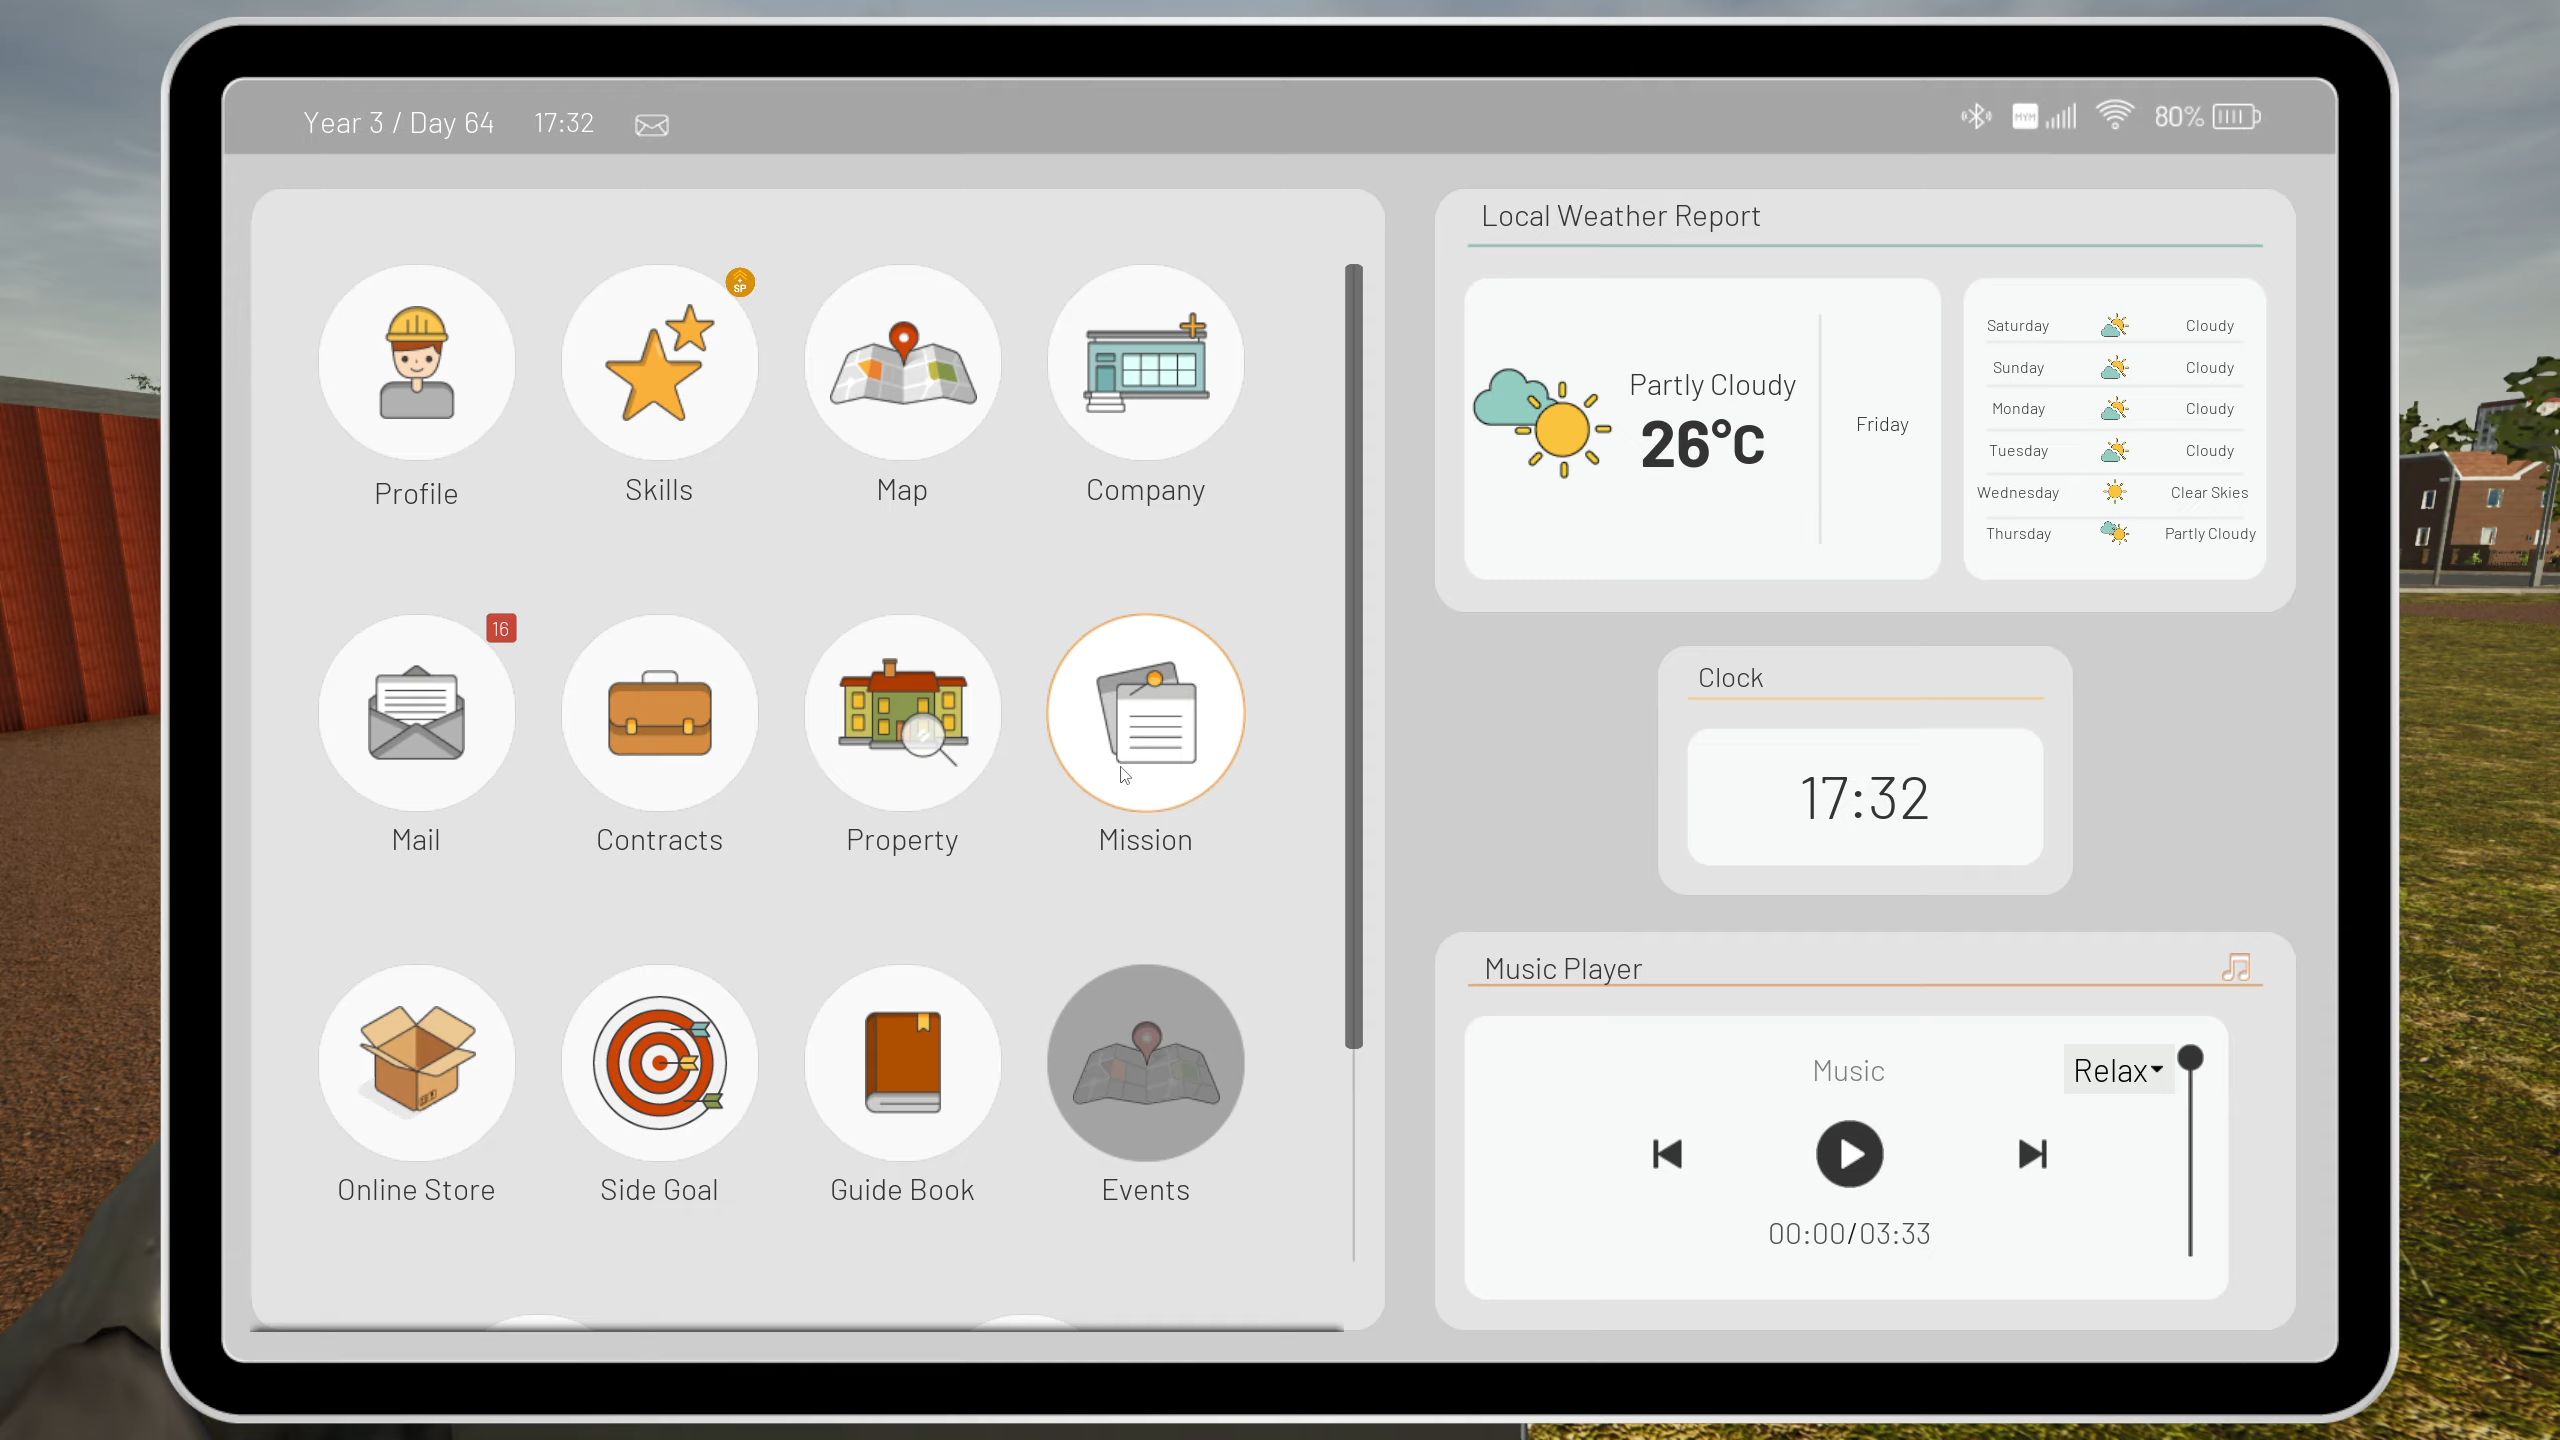 Year 3 / Day 64
17:32
MYM
80%
SP
Profile
Skills
Map
Company
16
Mail
Contracts
Property
Mission
Online Store
Side Goal
Guide Book
Events
Local Weather Report
Partly Cloudy
26°C
Friday
Saturday Cloudy
Sunday Cloudy
Monday Cloudy
Tuesday Cloudy
Wednesday Clear Skies
Thursday Partly Cloudy
Clock
17:32
Music Player
Music
Relax
00:00/03:33